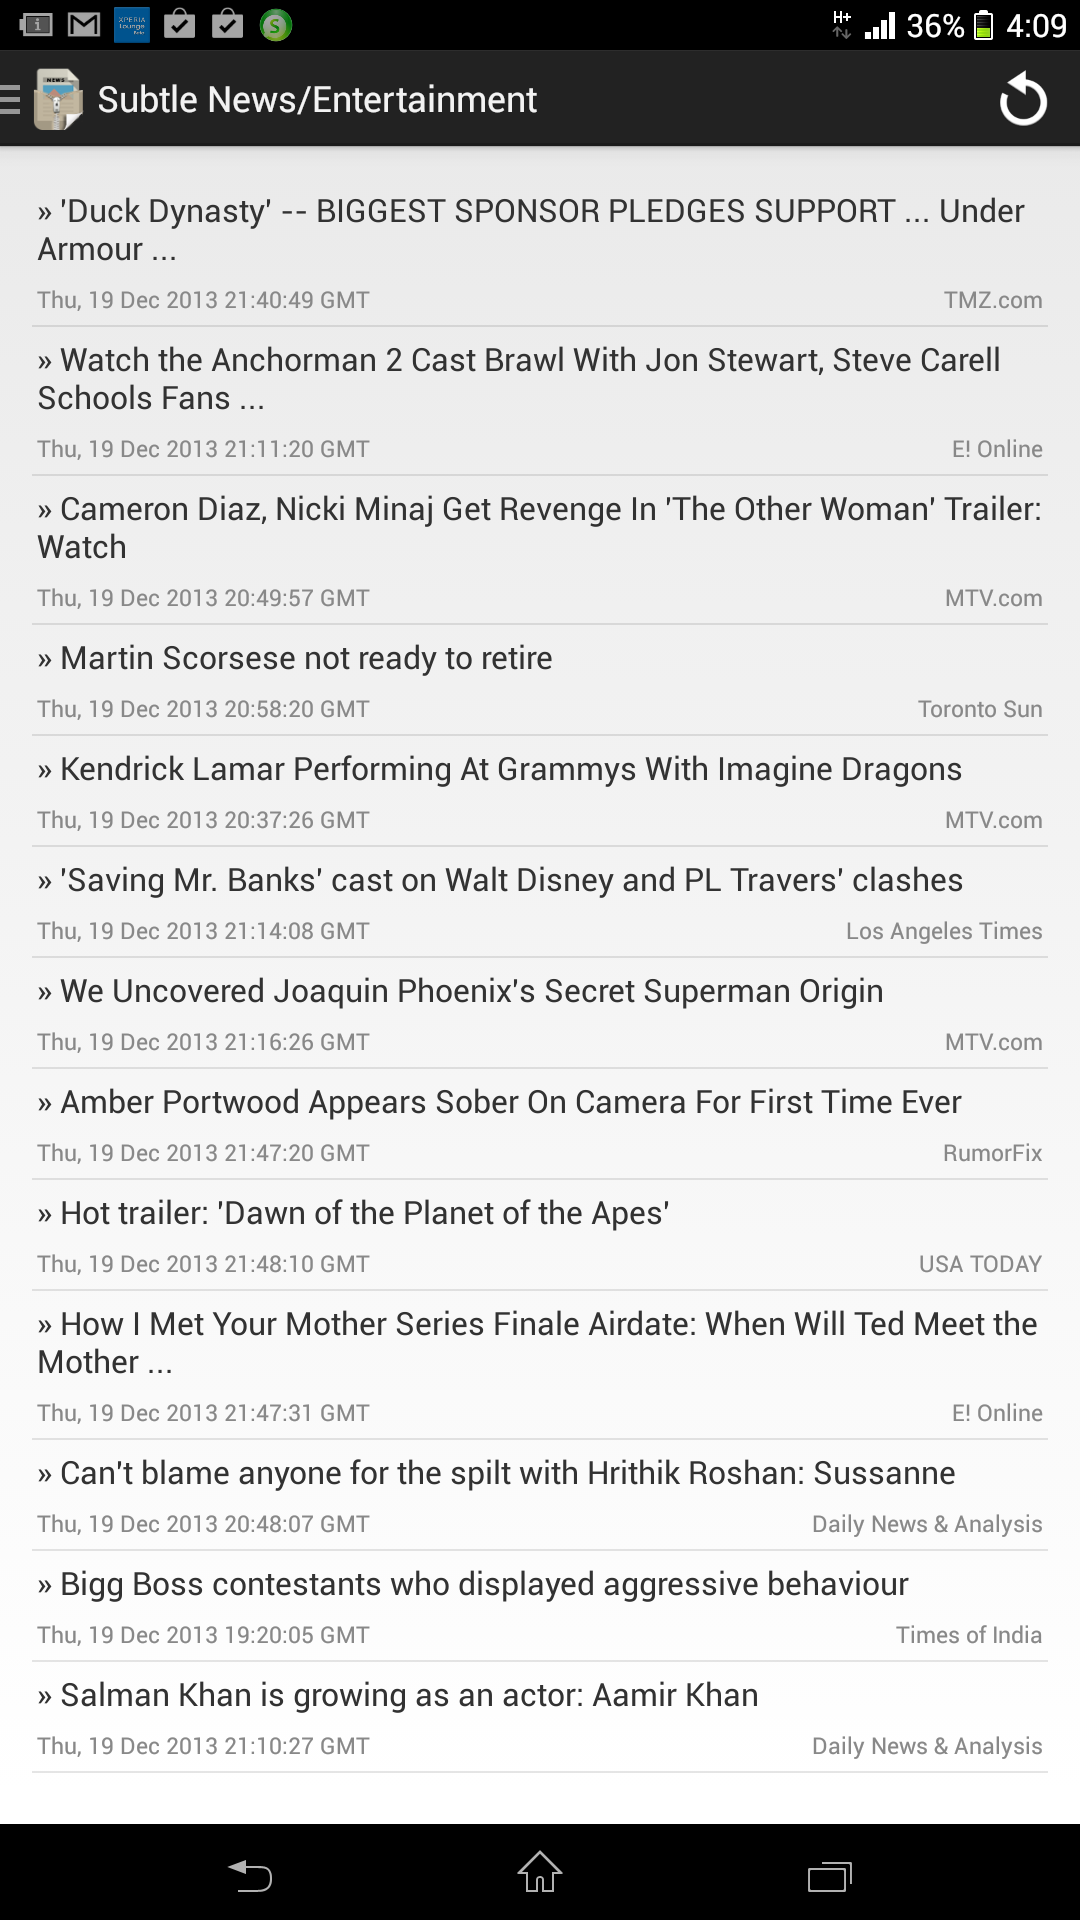 XPERIA
Lounge
S
H+
36%
4:09
NEWS
Subtle News/Entertainment
» 'Duck Dynasty' -- BIGGEST SPONSOR PLEDGES SUPPORT ... Under
Armour ...
Thu, 19 Dec 2013 21:40:49 GMT TMZ.com
» Watch the Anchorman 2 Cast Brawl With Jon Stewart, Steve Carell
Schools Fans ...
Thu, 19 Dec 2013 21:11:20 GMT E! Online
» Cameron Diaz, Nicki Minaj Get Revenge In 'The Other Woman' Trailer:
Watch
Thu, 19 Dec 2013 20:49:57 GMT MTV.com
» Martin Scorsese not ready to retire
Thu, 19 Dec 2013 20:58:20 GMT Toronto Sun
» Kendrick Lamar Performing At Grammys With Imagine Dragons
Thu, 19 Dec 2013 20:37:26 GMT MTV.com
» 'Saving Mr. Banks' cast on Walt Disney and PL Travers' clashes
Thu, 19 Dec 2013 21:14:08 GMT Los Angeles Times
» We Uncovered Joaquin Phoenix's Secret Superman Origin
Thu, 19 Dec 2013 21:16:26 GMT MTV.com
» Amber Portwood Appears Sober On Camera For First Time Ever
Thu, 19 Dec 2013 21:47:20 GMT RumorFix
» Hot trailer: 'Dawn of the Planet of the Apes'
Thu, 19 Dec 2013 21:48:10 GMT USA TODAY
» How I Met Your Mother Series Finale Airdate: When Will Ted Meet the
Mother ...
Thu, 19 Dec 2013 21:47:31 GMT E! Online
» Can't blame anyone for the spilt with Hrithik Roshan: Sussanne
Thu, 19 Dec 2013 20:48:07 GMT Daily News & Analysis
» Bigg Boss contestants who displayed aggressive behaviour
Thu, 19 Dec 2013 19:20:05 GMT Times of India
» Salman Khan is growing as an actor: Aamir Khan
Thu, 19 Dec 2013 21:10:27 GMT Daily News & Analysis